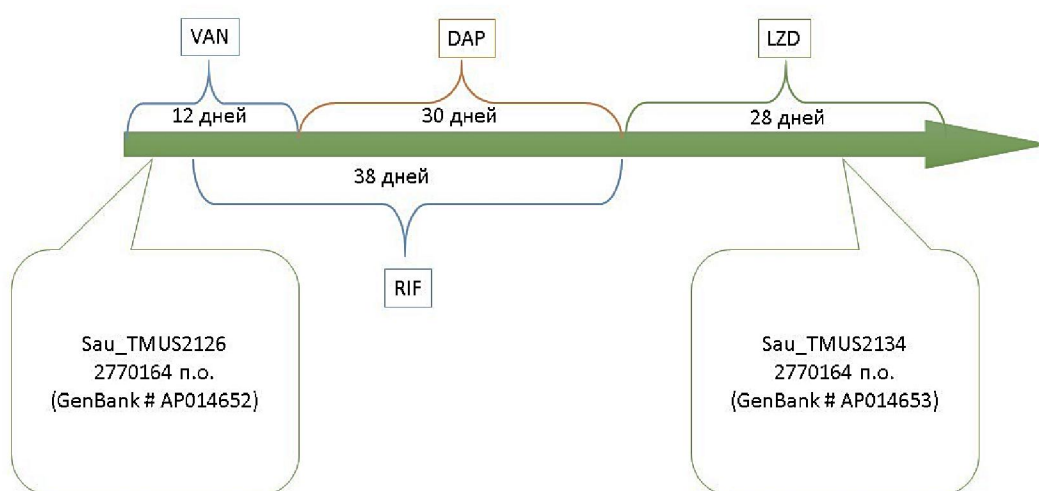 VAN
DAP
LZD
12 дней
30 дней
28 дней
38 дней
RIF
Sau_TMUS2126
2770164 п.о.
(GenBank # AP014652)
Sau_TMUS2134
2770164 п.о.
(GenBank # AP014653)